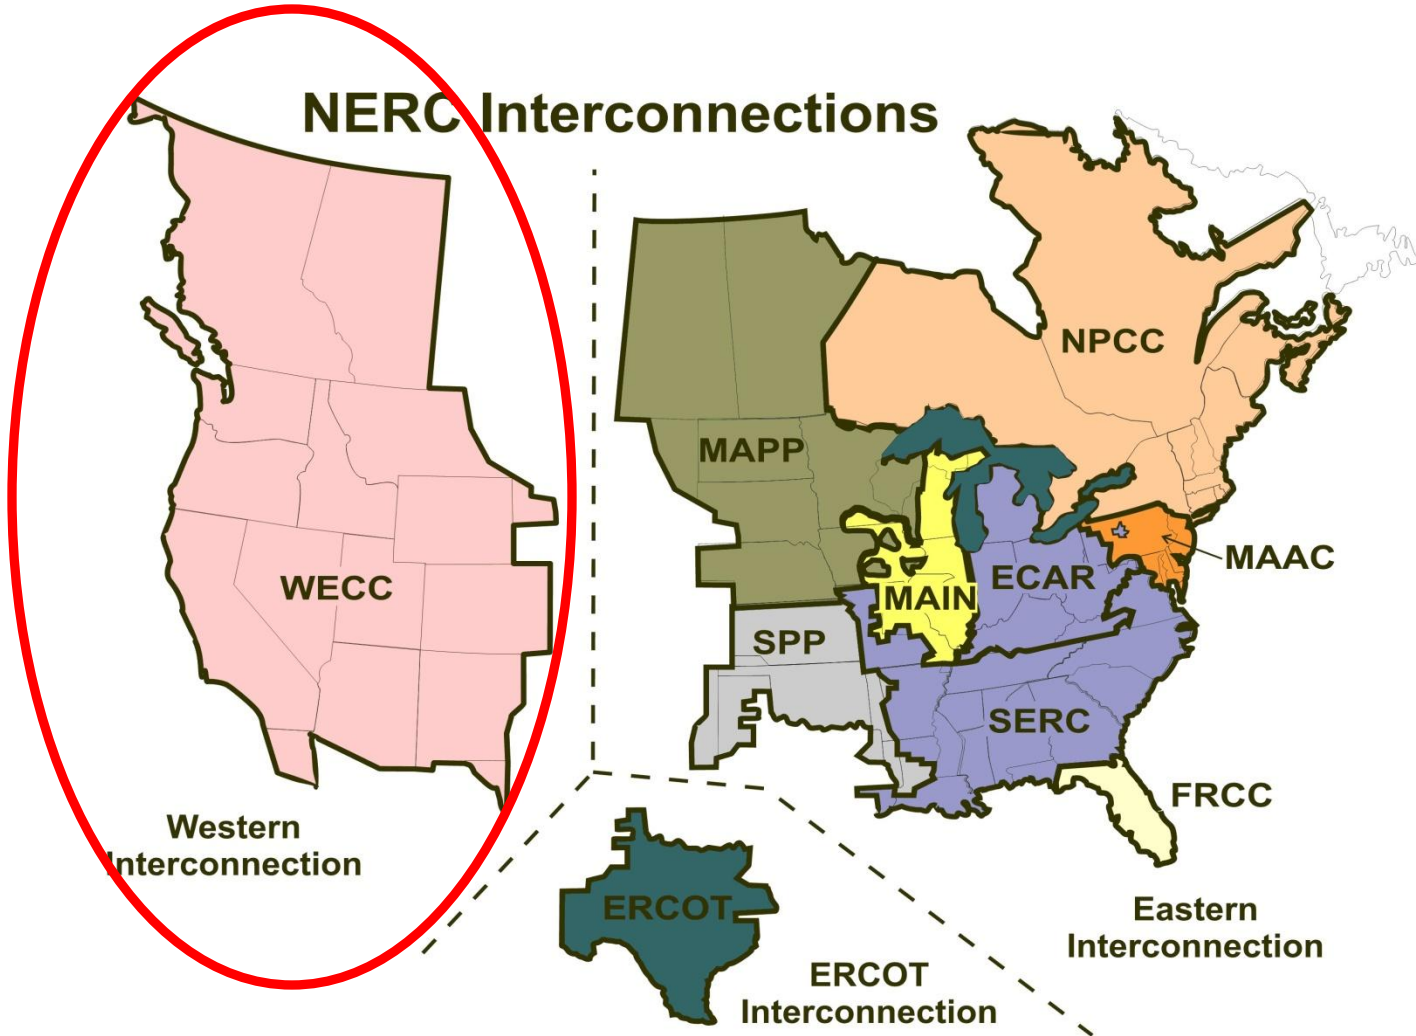 NERC Interconnections
NPCC
MAPP
MAAC
ECAR
WECC
MAIN
SPP
SERC
FRCC
Western
Interconnection
ERCOT
Eastern
Interconnection
ERCOT
Interconnection